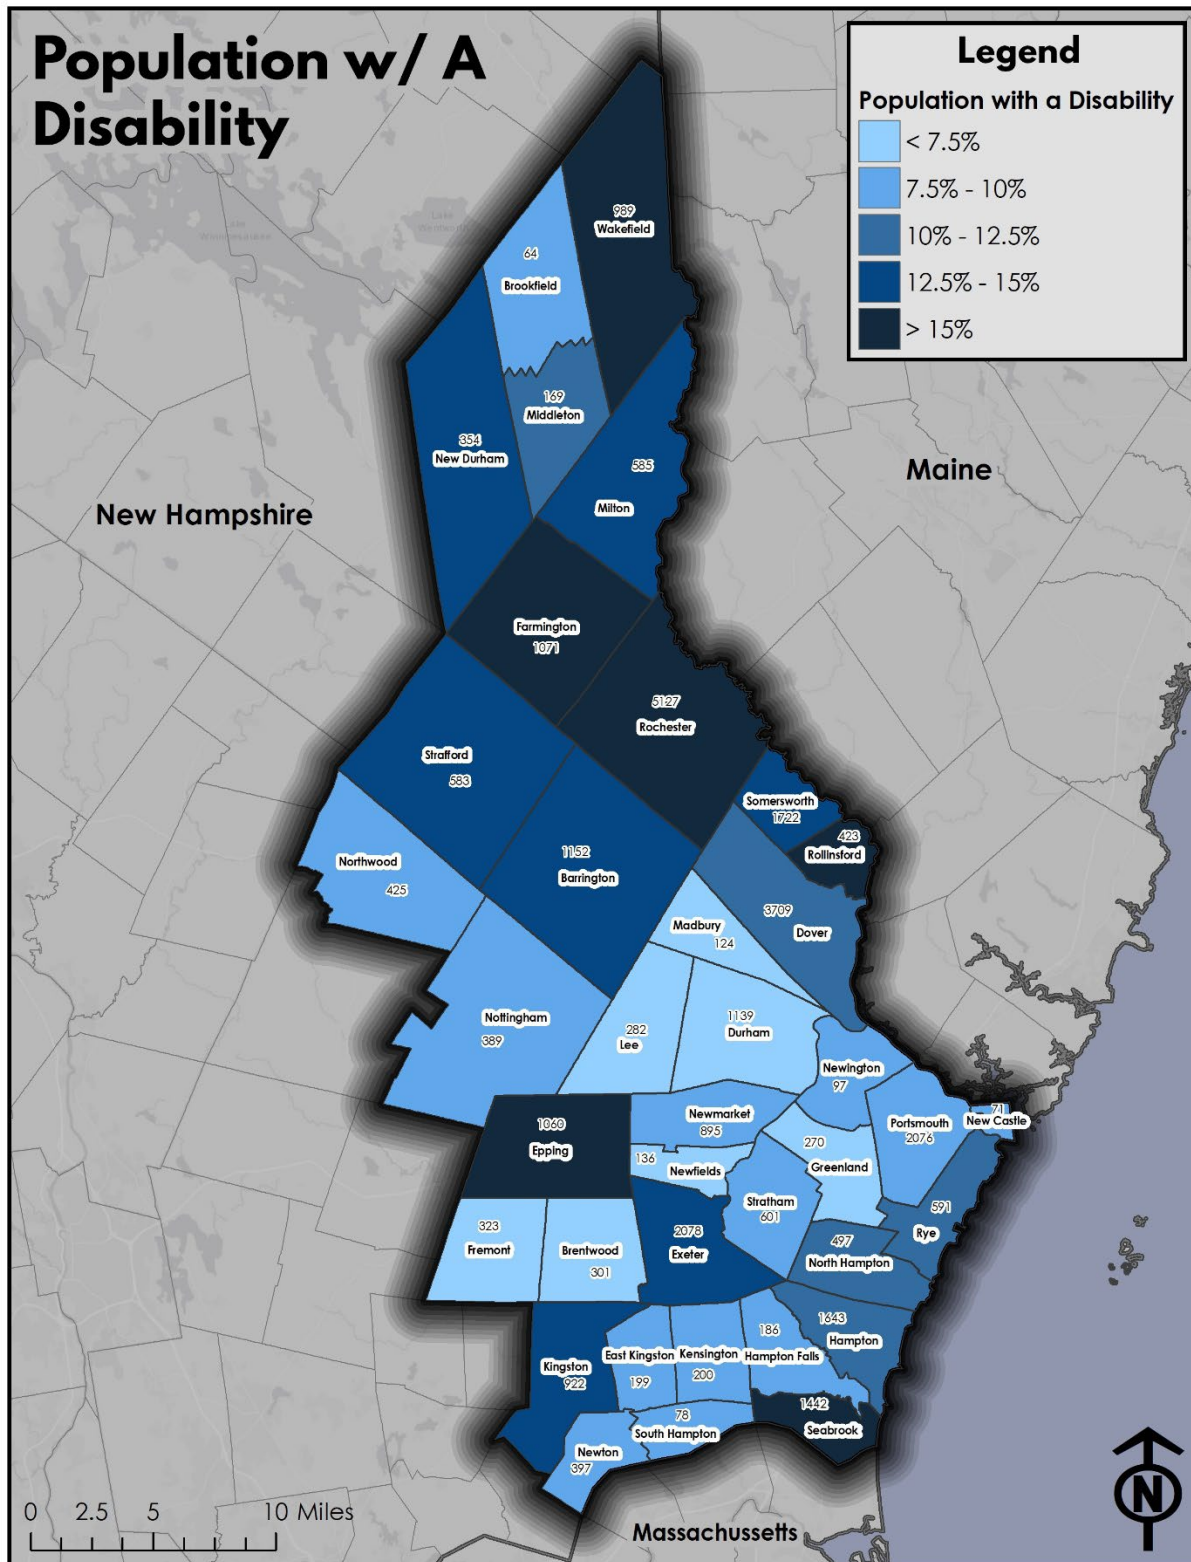 Population w/ A
Disability
Legend
Population with a Disability
< 7.5%
7.5% - 10%
10% - 12.5%
12.5% - 15%
> 15%
989
Wakefield
64
Brookfield
169
Middleton
354
New Durham
585
Milton
Maine
New Hampshire
Farmington
1071
5127
Rochester
Strafford
583
Somersworth
1722
423
Rollinsford
1152
Barrington
Northwood
425
3709
Dover
Madbury
124
Nottingham
389
282
Lee
1139
Durham
Newington
97
Newmarket
895
Portsmouth
2076
71
New Castle
1060
Epping
136
Newfields
270
Greenland
Stratham
601
591
Rye
323
Fremont
Brentwood
301
2078
Exeter
497
North Hampton
1643
Hampton
186
Hampton Falls
Kingston
922
East Kingston
199
Kensington
200
1442
Seabrook
78
South Hampton
Newton
397
0 2.5 5 10 Miles
Massachussetts
N